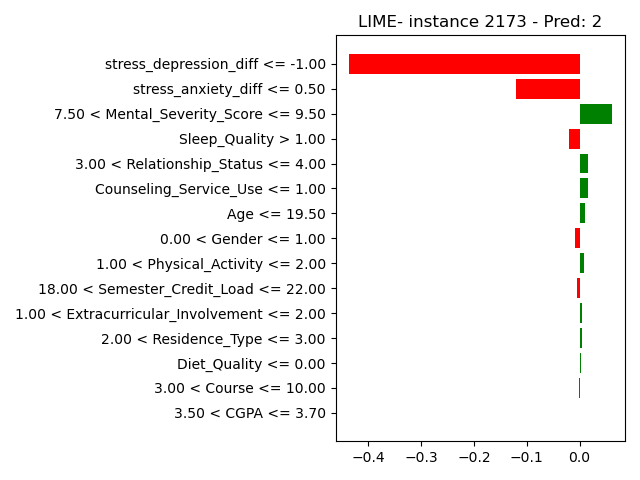 LIME- instance 2173 - Pred: 2
stress_depression_diff <= -1.00
stress_anxiety_diff <= 0.50
7.50 < Mental_Severity_Score <= 9.50
Sleep_Quality > 1.00
3.00 < Relationship_Status <= 4.00
Counseling_Service_Use <= 1.00
Age <= 19.50
0.00 < Gender <= 1.00
1.00 < Physical_Activity <= 2.00
18.00 < Semester_Credit_Load <= 22.00
1.00 < Extracurricular_Involvement <= 2.00
2.00 < Residence_Type <= 3.00
Diet_Quality <= 0.00
3.00 < Course <= 10.00
3.50 < CGPA <= 3.70
−0.4 −0.3 −0.2 −0.1 0.0